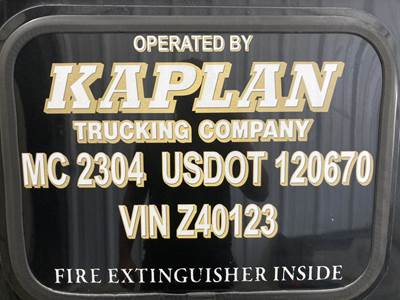 OPERATED BY
KAPLAN
TRUCKING COMPANY
MC 2304 USDOT 120670
VIN Z40123
FIRE EXTINGUISHER INSIDE